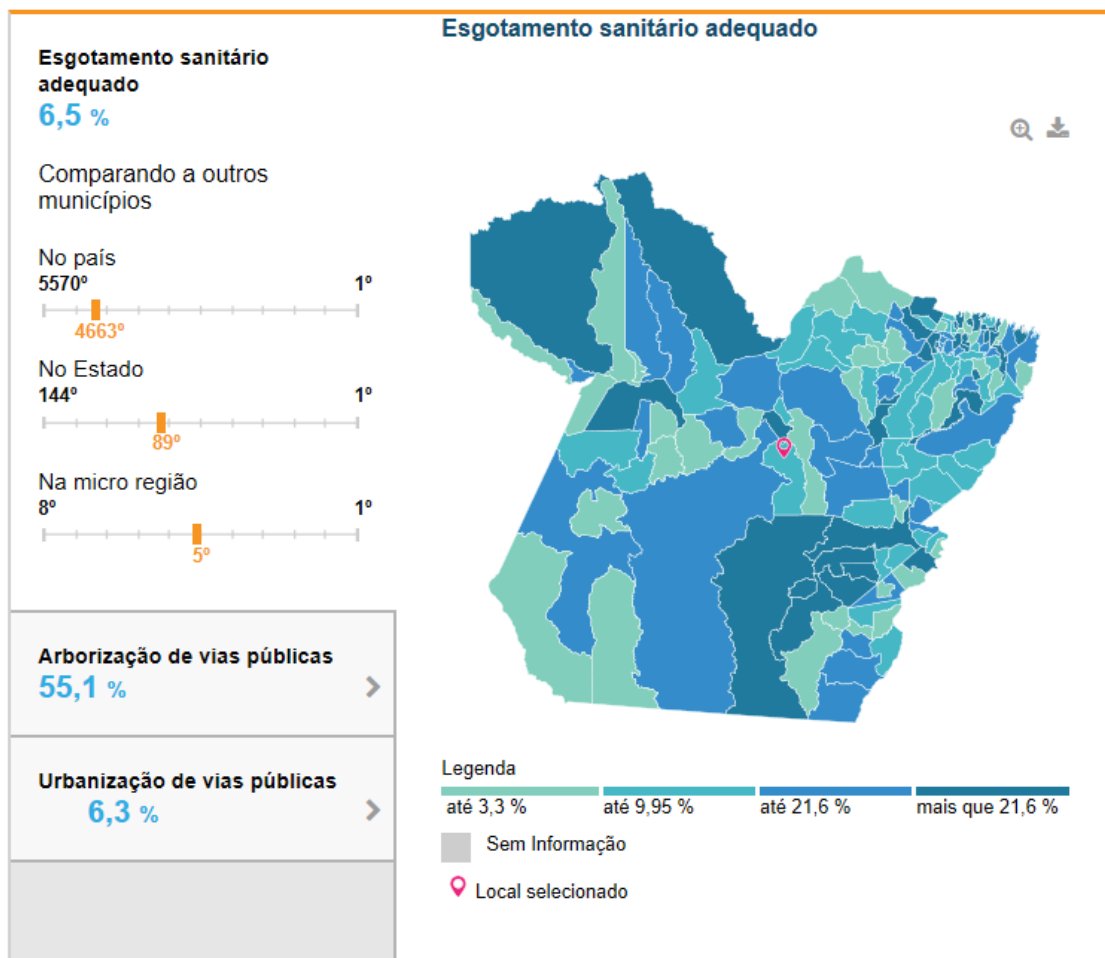 Esgotamento sanitário
adequado
6,5 %
Comparando a outros
municípios
No país
5570º 1º
4663º
No Estado
144º 1º
89º
Na micro região
8º 1º
5º
Arborização de vias públicas
55,1 %
Urbanização de vias públicas
6,3 %
Esgotamento sanitário adequado
Legenda
até 3,3 % até 9,95 % até 21,6 % mais que 21,6 %
Sem Informação
Local selecionado